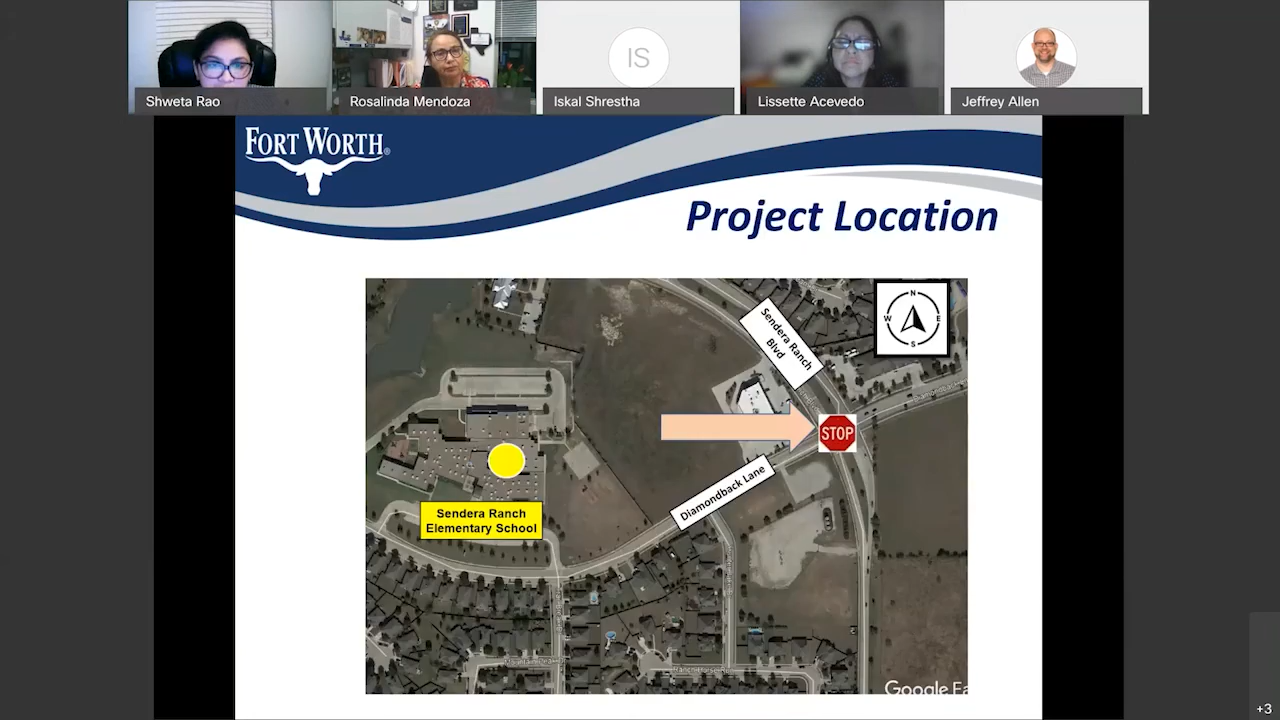 IS
Shweta Rao
Rosalinda Mendoza
Iskal Shrestha
Lissette Acevedo
Jeffrey Allen
FORT WORTH®
Project Location
N
W E
S
Sendera Ranch
Blvd
STOP
Diamondback Lane
Sendera Ranch
Elementary School
Google Ea
+3